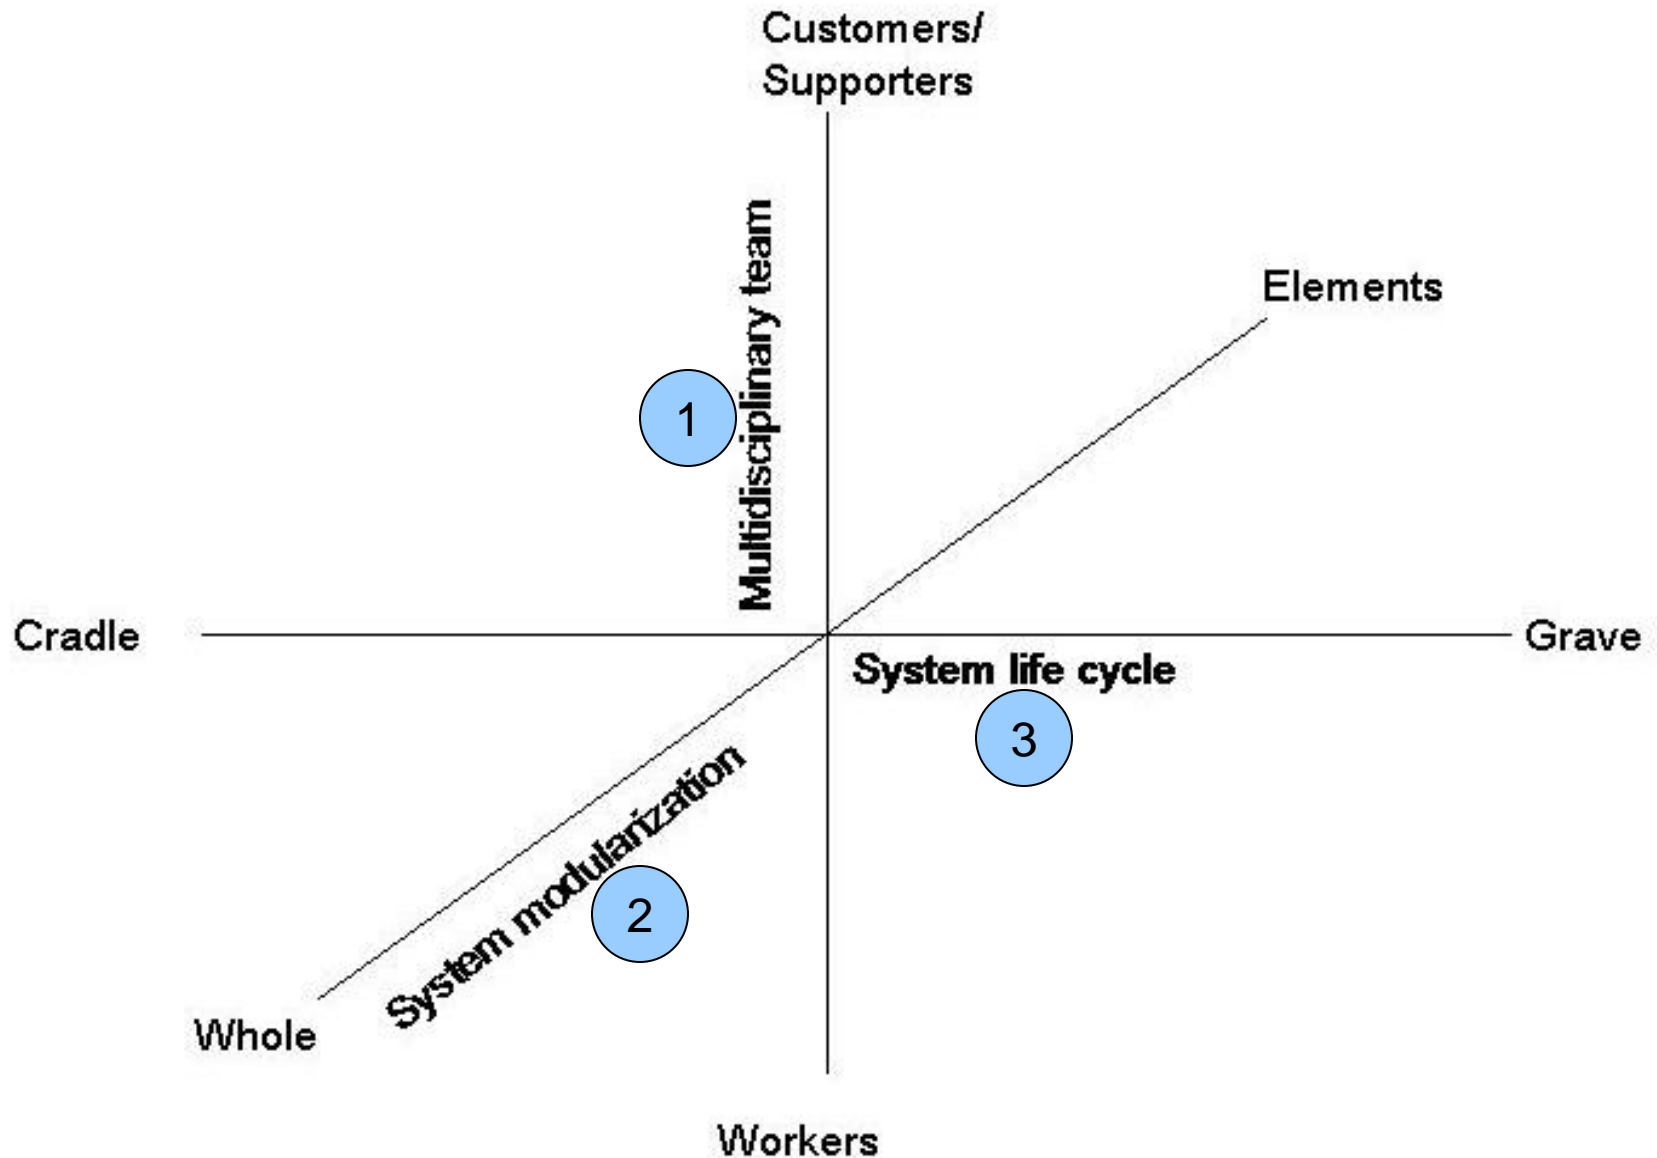 Customers/
Supporters
Multidisciplinary team
Elements
1
Cradle
Grave
System life cycle
3
System modularization
2
Whole
Workers